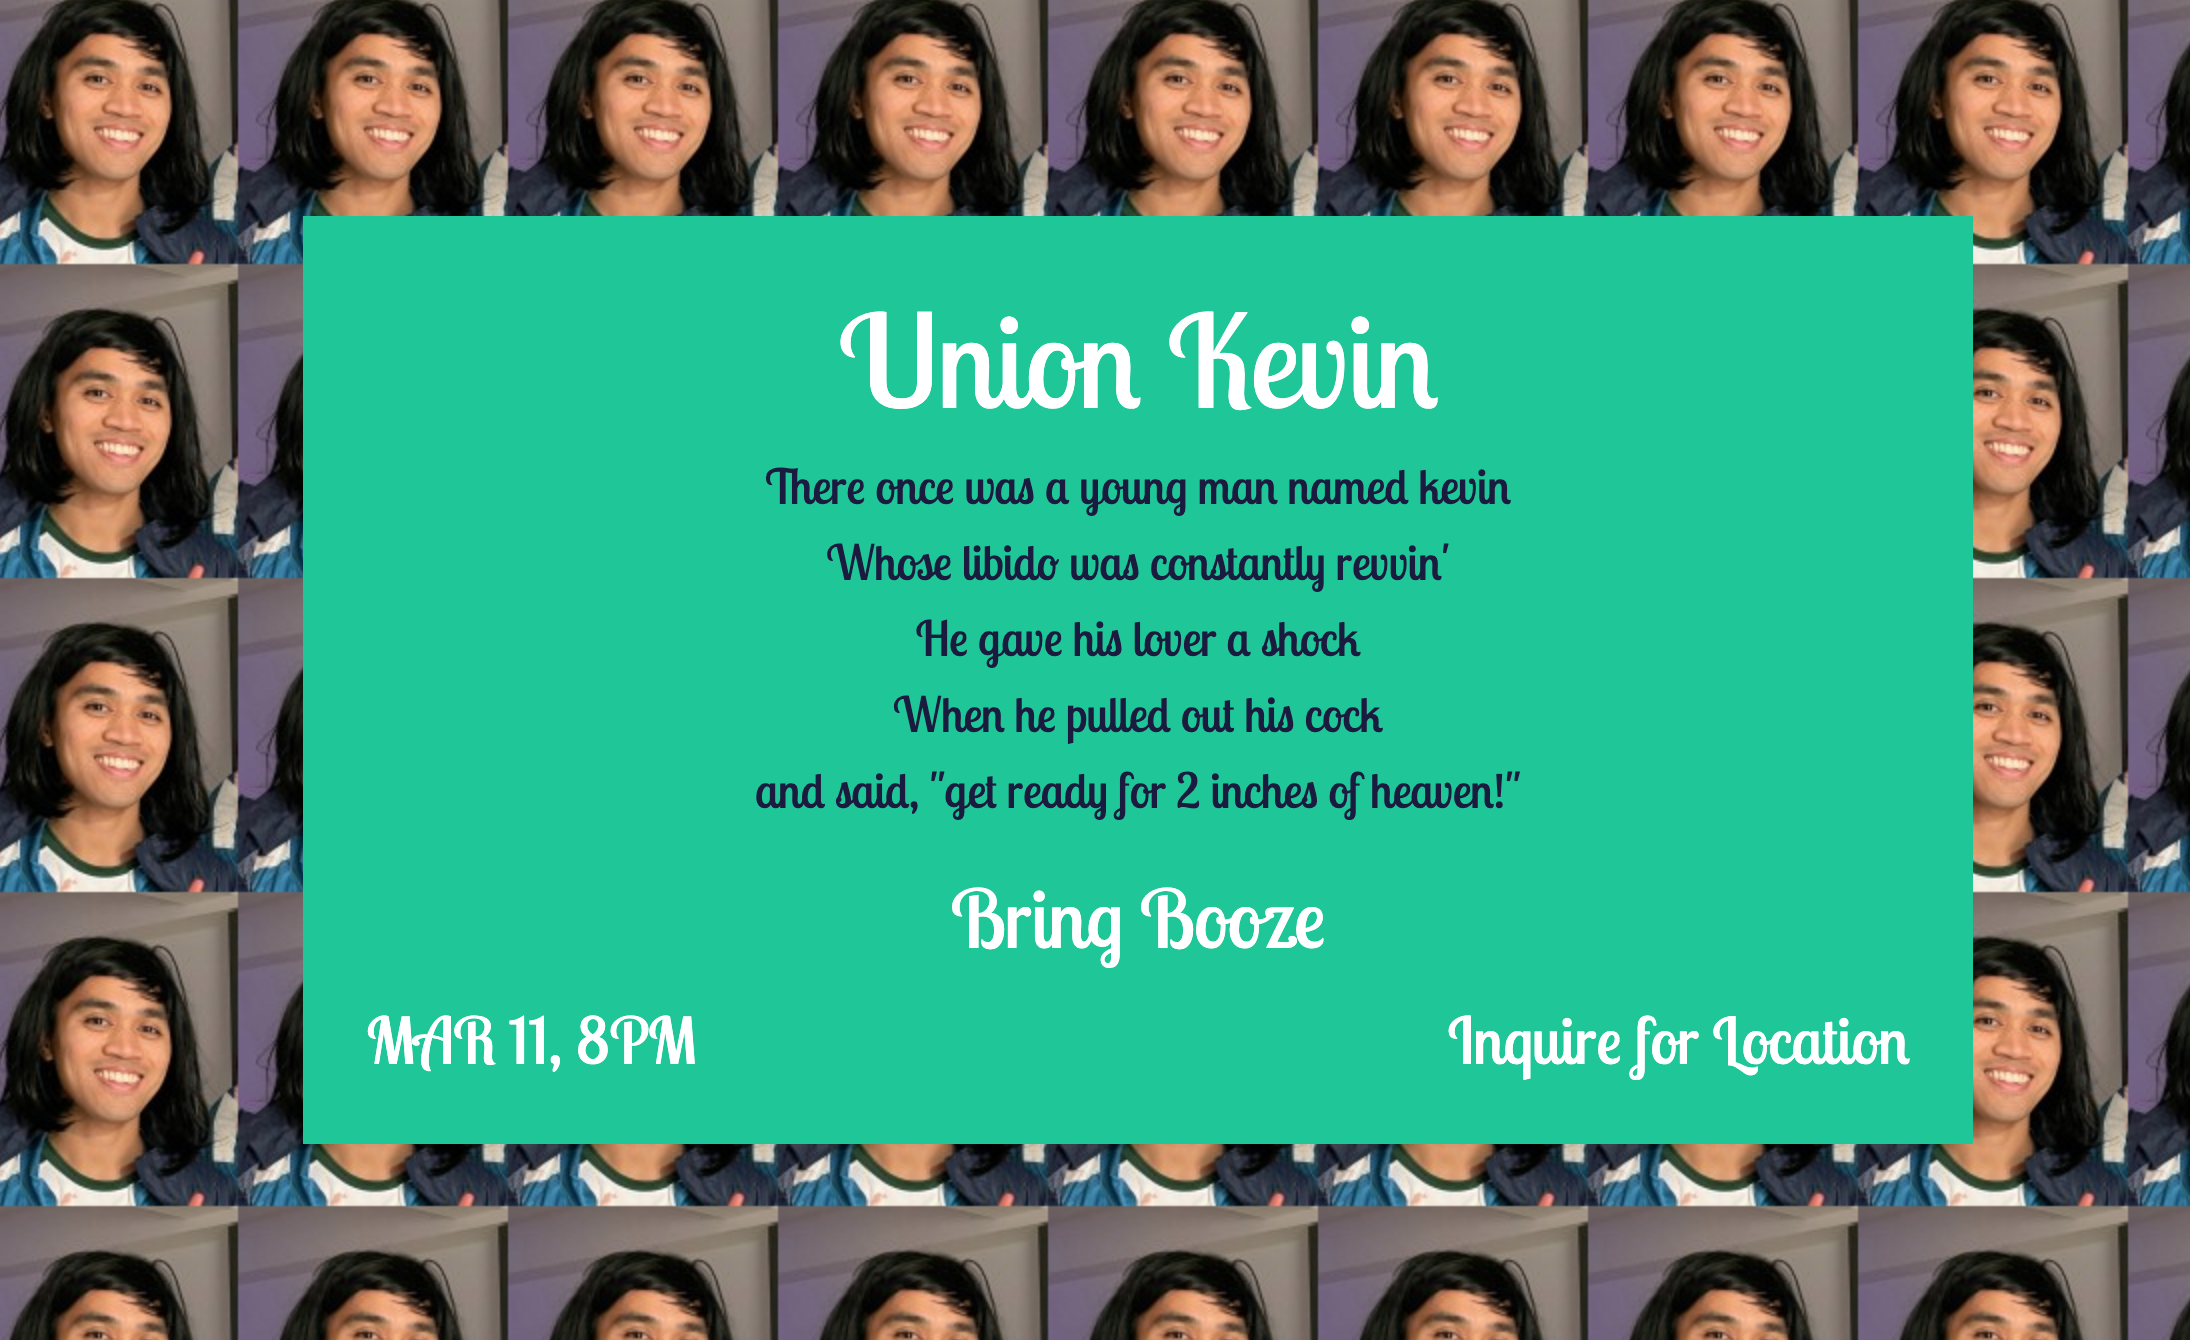 Union Kevin
There once was a young man named kevin
Whose libido was constantly revvin'
He gave his lover a shock
When he pulled out his cock
and said, "get ready for 2 inches of heaven!"
Bring Booze
MAR 11, 8PM
Inquire for Location